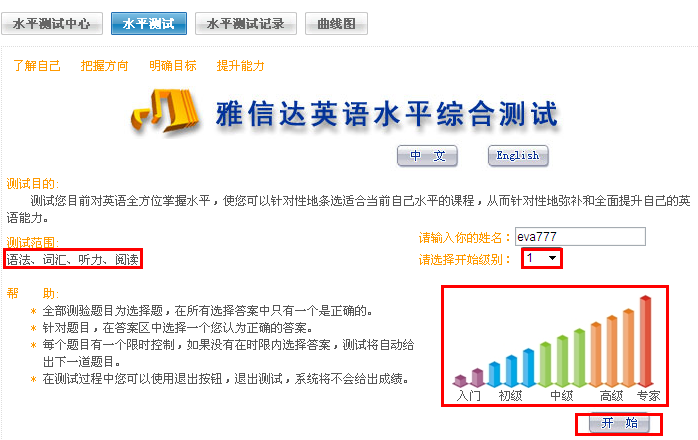 水平测试中心 水平测试 水平测试记录 曲线图
了解自己 把握方向 明确目标 提升能力
雅信达英语水平综合测试
中 文 English
测试目的:
测试您目前对英语全方位掌握水平，使您可以针对性地条选适合当前自己水平的课程，从而针对性地弥补和全面提升自己的英
语能力。
测试范围:
语法、词汇、听力、阅读
请输入你的姓名： eva777
请选择开始级别： 1
帮 助:
* 全部测验题目为选择题，在所有选择答案中只有一个是正确的。
* 针对题目，在答案区中选择一个您认为正确的答案。
* 每个题目有一个限时控制，如果没有在时限内选择答案，测试将自动给
出下一道题目。
* 在测试过程中您可以使用退出按钮，退出测试，系统将不会给出成绩。
入门 初级 中级 高级 专家
开 始